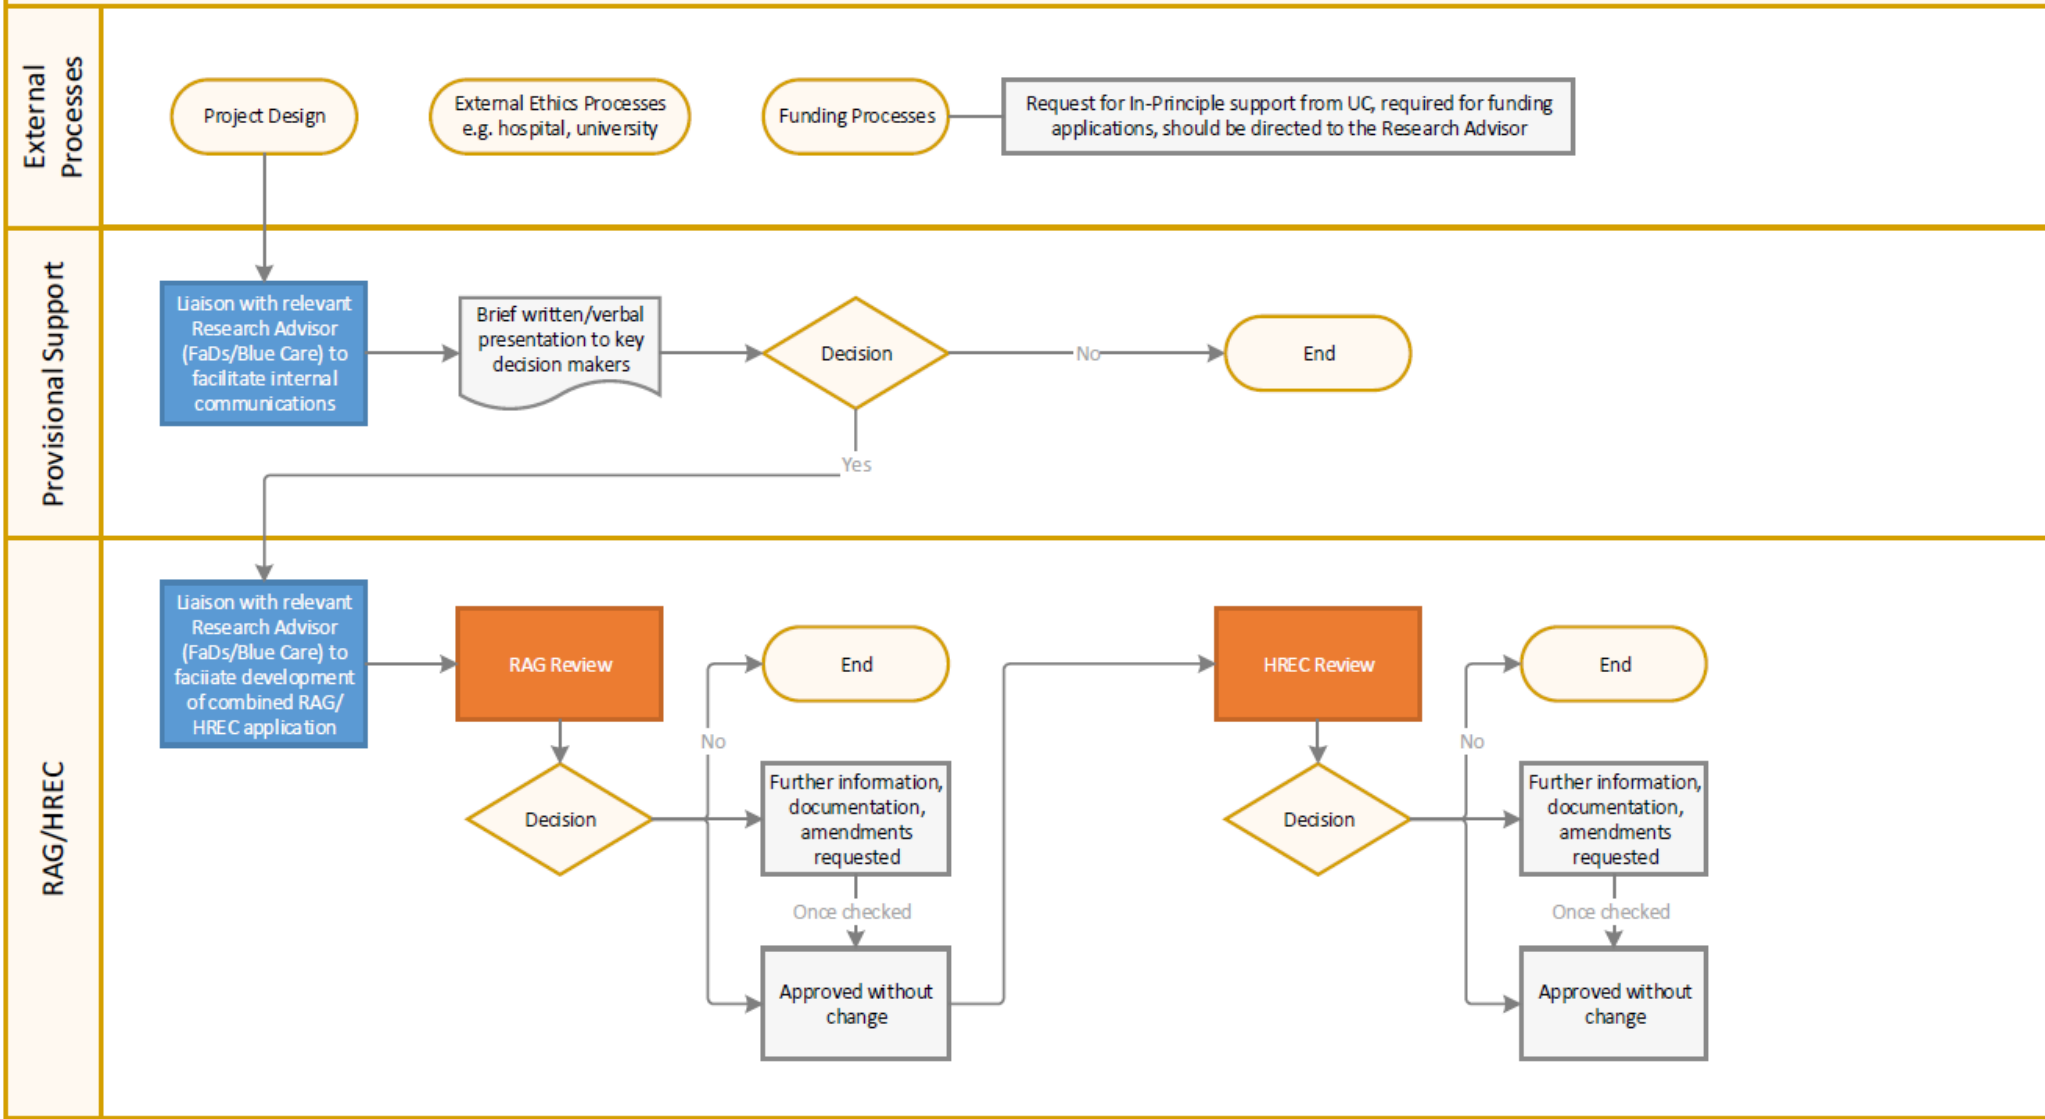 External
Processes
Project Design
External Ethics Processes
e.g. hospital, university
Funding Processes
Request for In-Principle support from UC, required for funding
applications, should be directed to the Research Advisor
Provisional Support
Liaison with relevant
Research Advisor
(FaDs/Blue Care) to
facilitate internal
communications
Brief written/verbal
presentation to key
decision makers
Decision
No
End
Yes
RAG/HREC
Liaison with relevant
Research Advisor
(FaDs/Blue Care) to
faciiate development
of combined RAG/
HREC application
RAG Review
Decision
No
End
Further information,
documentation,
amendments
requested
Once checked
Approved without
change
HREC Review
Decision
No
End
Further information,
documentation,
amendments
requested
Once checked
Approved without
change